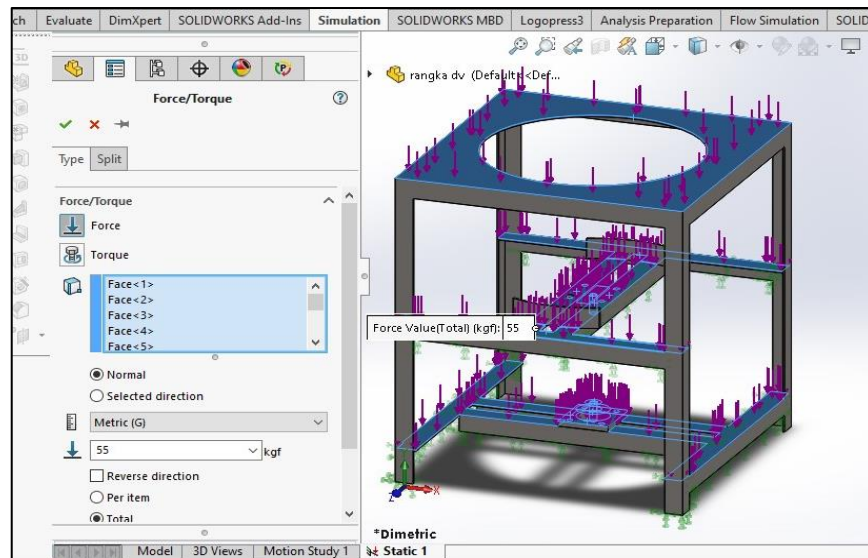 ch Evaluate DimXpert SOLIDWORKS Add-Ins Simulation SOLIDWORKS MBD Logopress3 Analysis Preparation Flow Simulation SOLID
3D
rangka dv (Default<<Def...
Force/Torque
Type Split
Force/Torque
Force
Torque
Face<1>
Face<2>
Face<3>
Face<4>
Face<5>
Force Value(Total) (kgf): 55
Normal
Selected direction
Metric (G)
55 kgf
Reverse direction
Per item
Total
Z X
*Dimetric
Model 3D Views Motion Study 1 Static 1